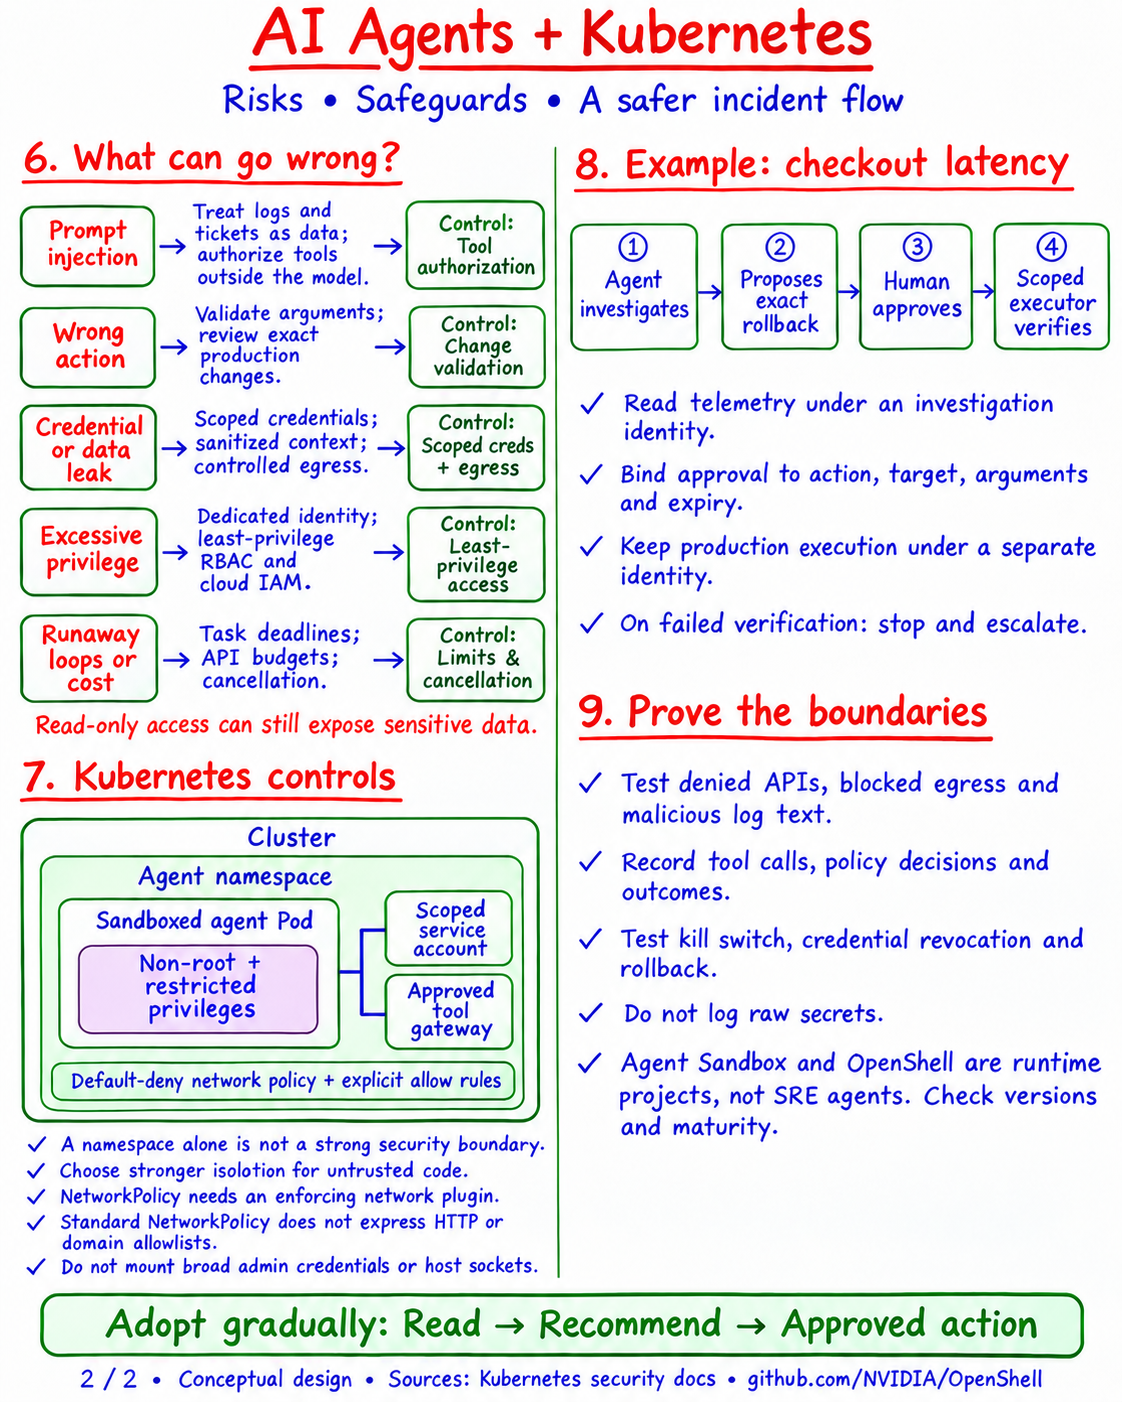 AI Agents + Kubernetes
Risks • Safeguards • A safer incident flow
6. What can go wrong?
Prompt
injection
Treat logs and
tickets as data;
authorize tools
outside the model.
Control:
Tool
authorization
Wrong
action
Validate arguments;
review exact
production
changes.
Control:
Change
validation
Credential
or data
leak
Scoped credentials;
sanitized context;
controlled egress.
Control:
Scoped creds
+ egress
Excessive
privilege
Dedicated identity;
least-privilege
RBAC and
cloud IAM.
Control:
Least-
privilege
access
Runaway
loops or
cost
Task deadlines;
API budgets;
cancellation.
Control:
Limits &
cancellation
Read-only access can still expose sensitive data.
7. Kubernetes controls
Cluster
Agent namespace
Sandboxed agent Pod
Non-root +
restricted
privileges
Scoped
service
account
Approved
tool
gateway
Default-deny network policy + explicit allow rules
✓ A namespace alone is not a strong security boundary.
✓ Choose stronger isolotion for untrusted code.
✓ NetworkPolicy needs an enforcing network plugin.
✓ Standard NetworkPolicy does not express HTTP or
domain allowlists.
✓ Do not mount broad admin credentials or host sockets.
8. Example: checkout latency
1
Agent
investigates
2
Proposes
exact
rollback
3
Human
approves
4
Scoped
executor
verifies
✓ Read telemetry under an investigation
identity.
✓ Bind approval to action, target, arguments
and expiry.
✓ Keep production execution under a separate
identity.
✓ On failed verification: stop and escalate.
9. Prove the boundaries
✓ Test denied APIs, blocked egress and
malicious log text.
✓ Record tool calls, policy decisions and
outcomes.
✓ Test kill switch, credential revocation and
rollback.
✓ Do not log raw secrets.
✓ Agent Sandbox and OpenShell are runtime
projects, not SRE agents. Check versions
and maturity.
Adopt gradually: Read → Recommend → Approved action
2 / 2 • Conceptual design • Sources: Kubernetes security docs • github.com/NVIDIA/OpenShell